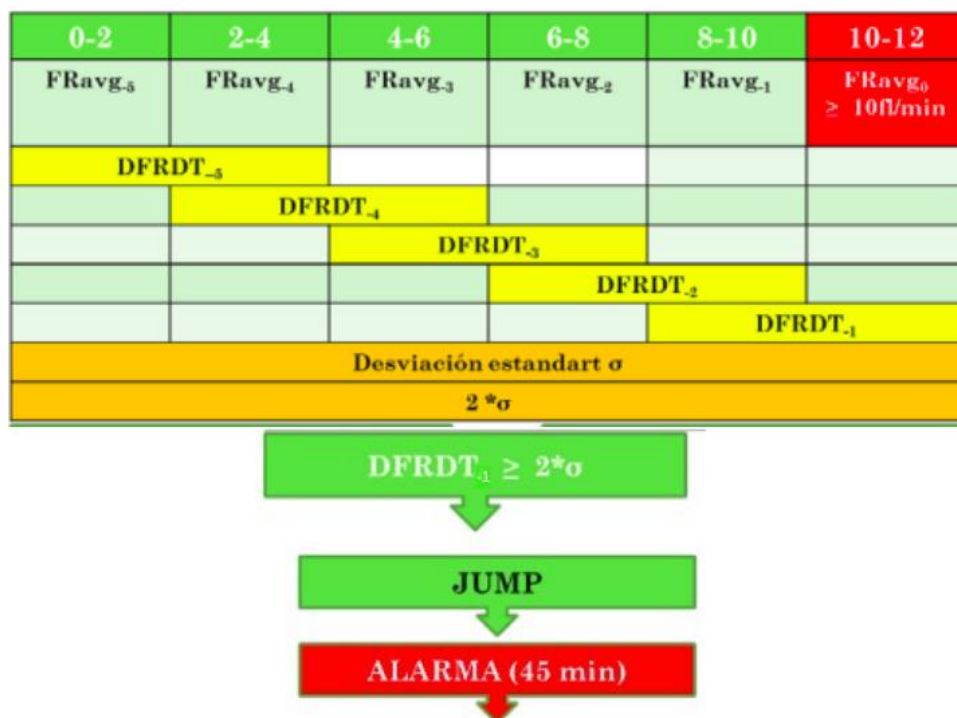 0-2 2-4 4-6 6-8 8-10 10-12
FRavg₋₅ FRavg₋₄ FRavg₋₃ FRavg₋₂ FRavg₋₁ FRavg₀
≥ 10fl/min
DFRDT₋₅
DFRDT₋₄
DFRDT₋₃
DFRDT₋₂
DFRDT₋₁
Desviación estandart σ
2 *σ
DFRDT₋₁ ≥ 2*σ
JUMP
ALARMA (45 min)